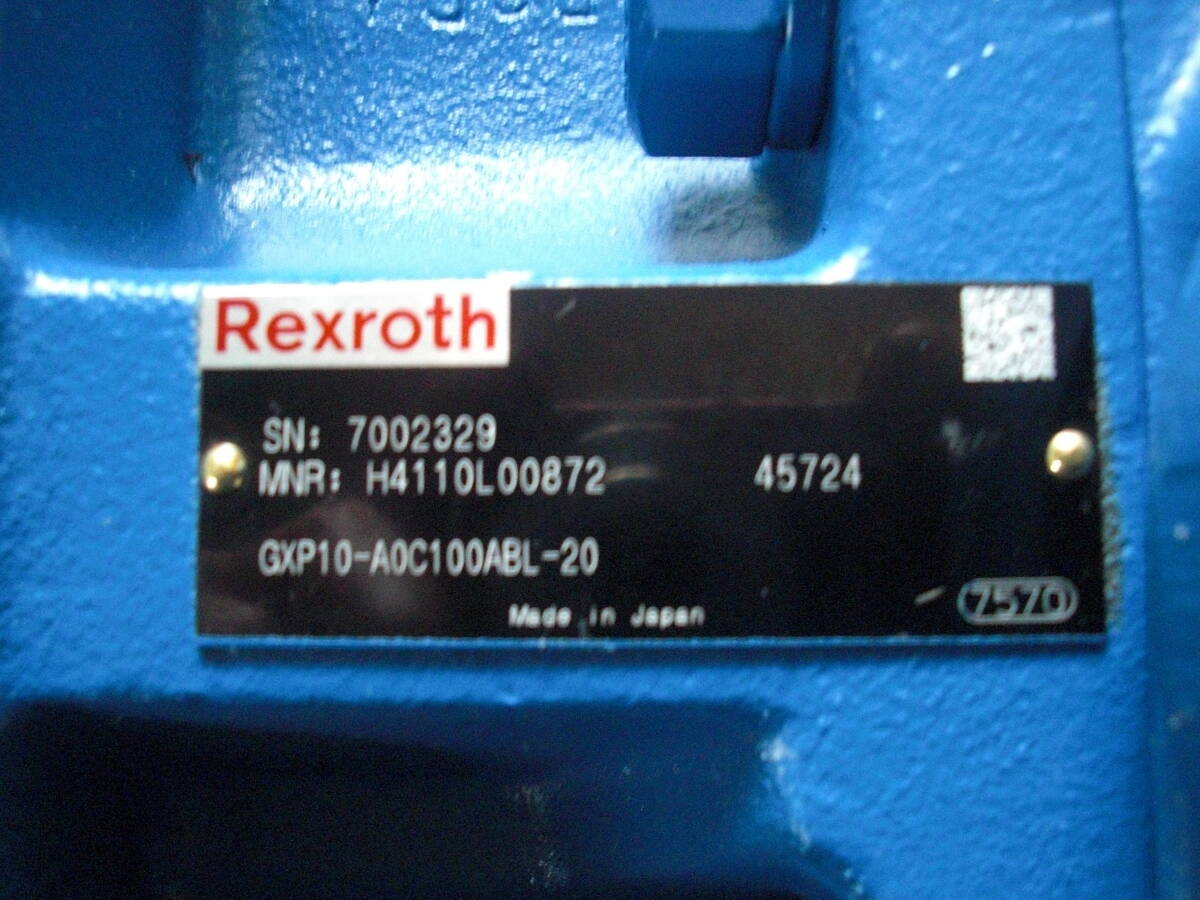 Rexroth
SN: 7002329
MNR: H4110L00872 45724
GXP10-A0C100ABL-20
Made in Japan
7570